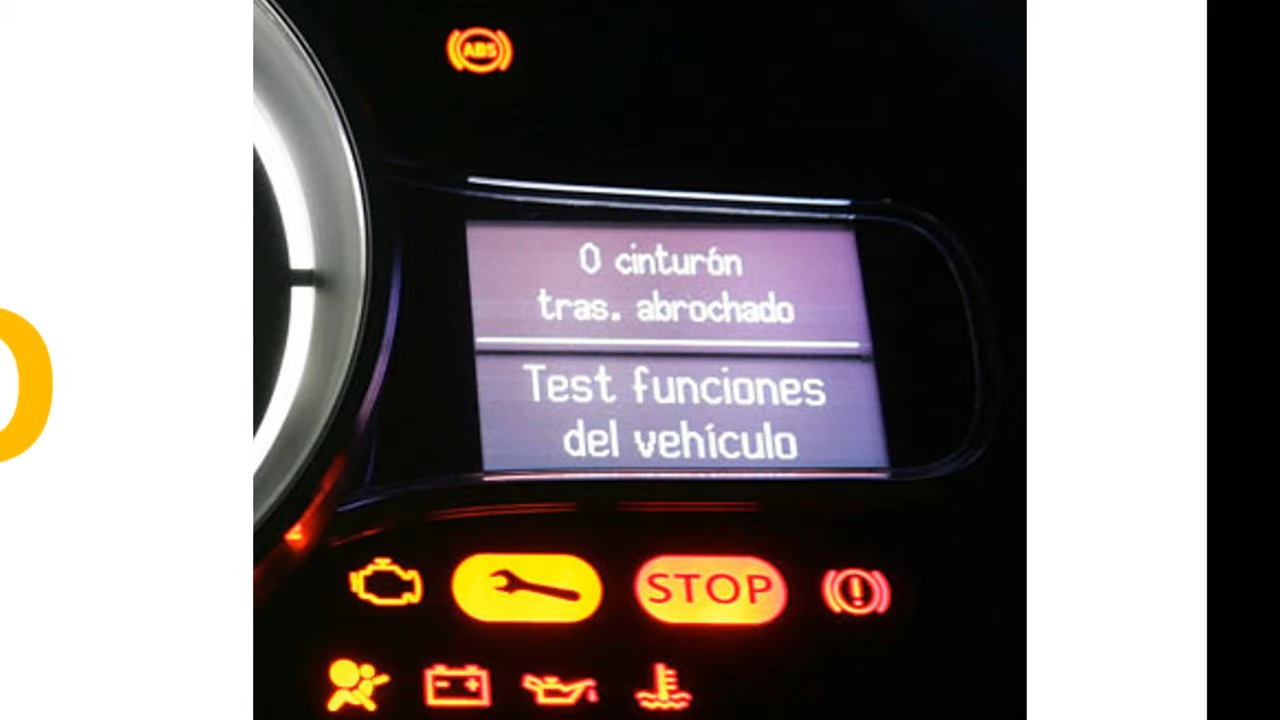 ABS
0 cinturón
tras. abrochado
Test funciones
del vehículo
STOP